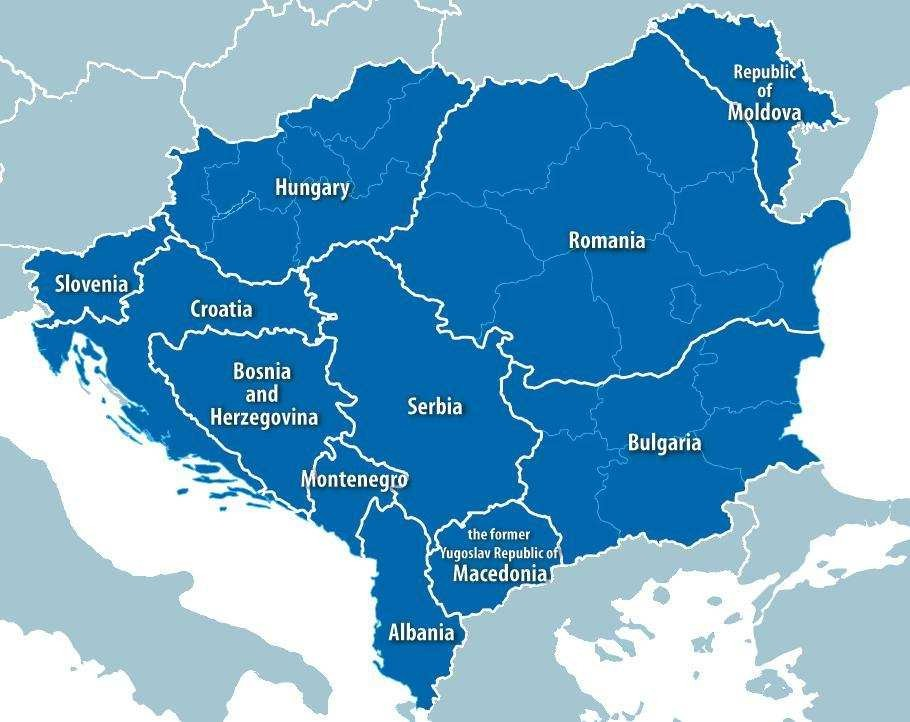 Republic
of
Moldova
Hungary
Romania
Slovenia
Croatia
Bosnia
and
Herzegovina
Serbia
Bulgaria
Montenegro
the former
Yugoslav Republic of
Macedonia
Albania